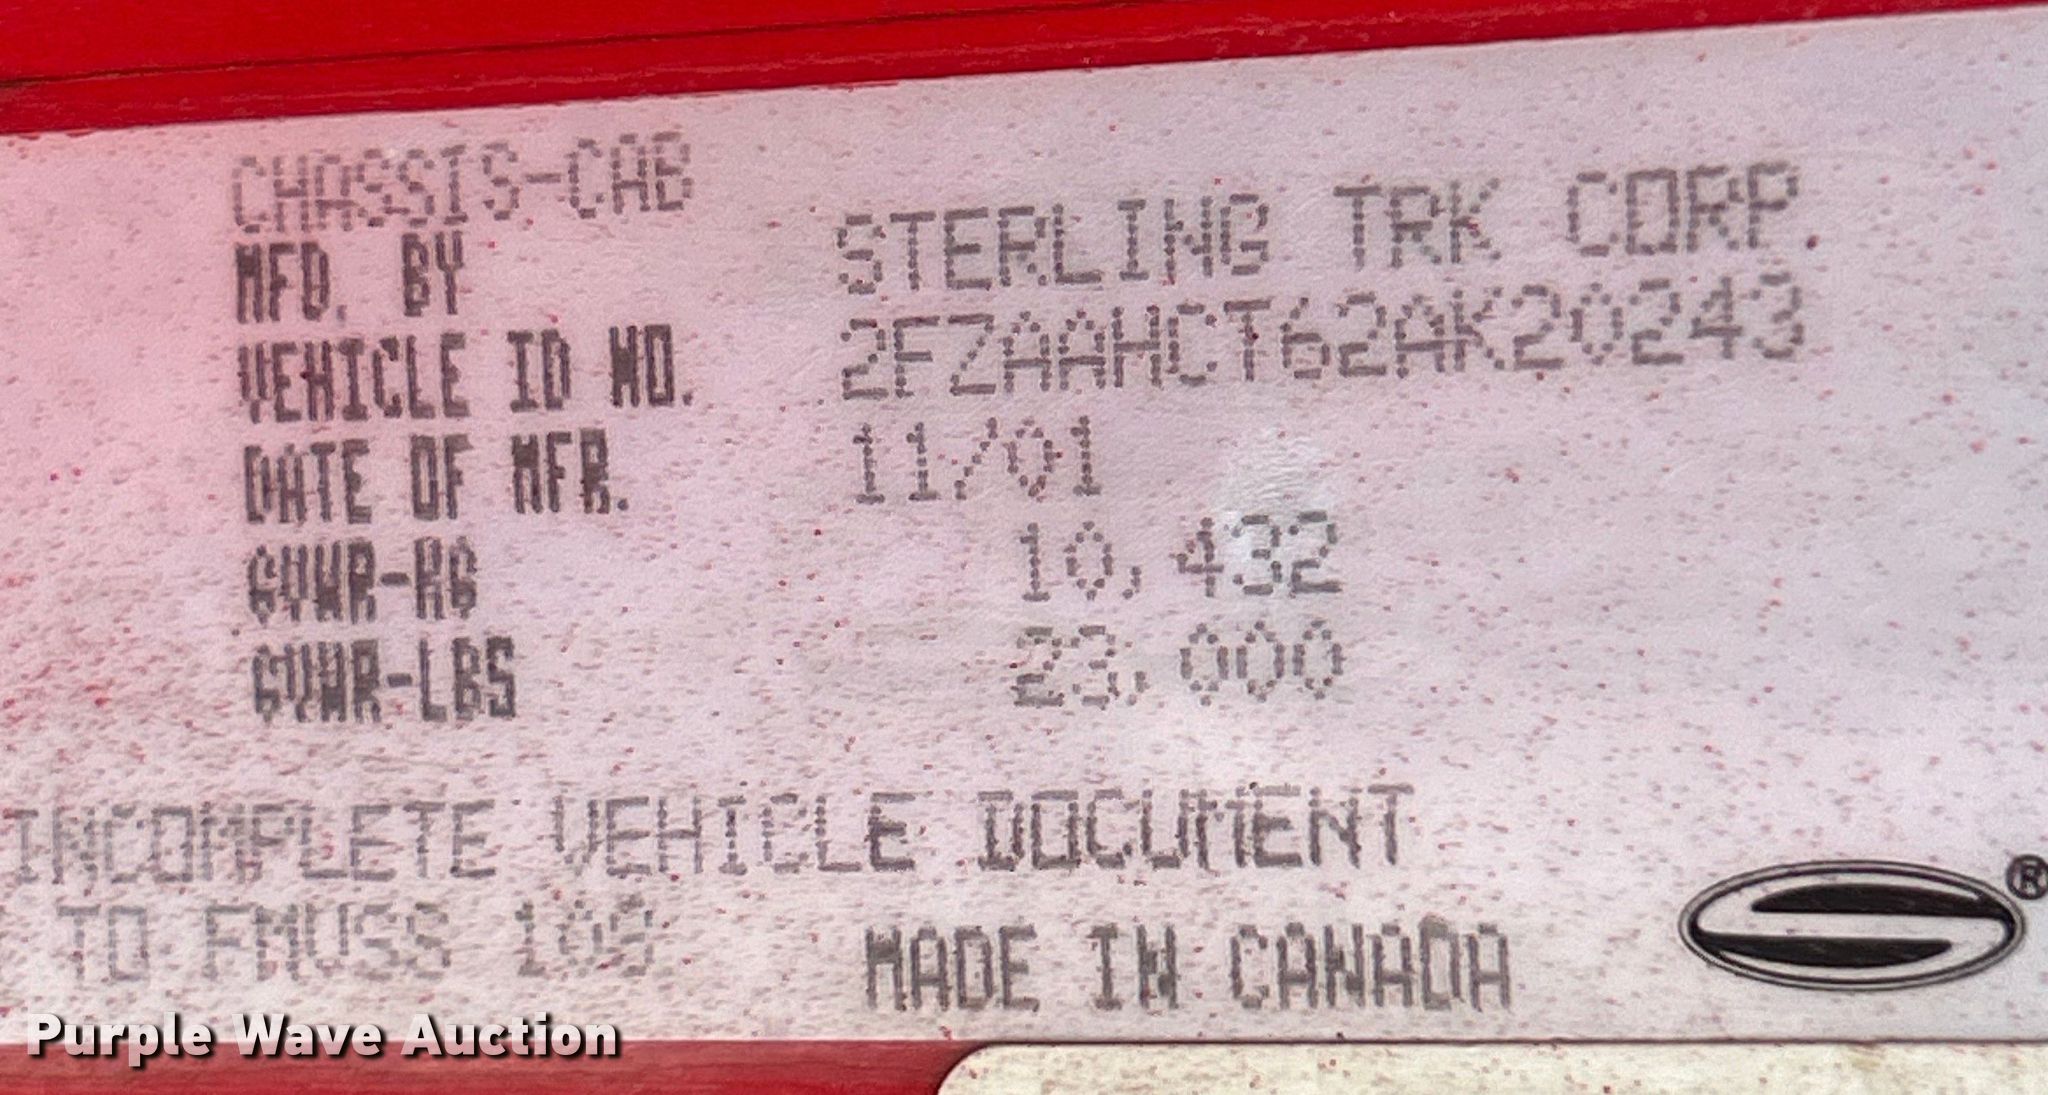 CHASSIS-CAB
MFD. BY STERLING TRK CORP.
VEHICLE ID NO. 2FZAAHCT62AK20243
DATE OF MFR. 11/01
GVWR-KG 10,432
GVWR-LBS 23,000
INCOMPLETE VEHICLE DOCUMENT
TO FMVSS 108
MADE IN CANADA
®
Purple Wave Auction